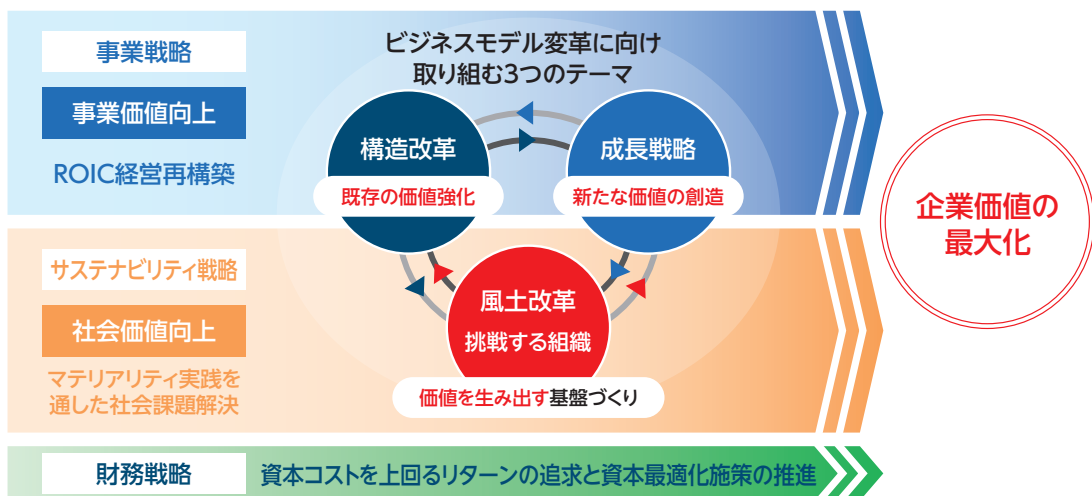 事業戦略
事業価値向上
ROIC経営再構築
ビジネスモデル変革に向け
取り組む3つのテーマ
構造改革
既存の価値強化
成長戦略
新たな価値の創造
サステナビリティ戦略
社会価値向上
マテリアリティ実践を
通した社会課題解決
風土改革
挑戦する組織
価値を生み出す基盤づくり
財務戦略
資本コストを上回るリターンの追求と資本最適化施策の推進
企業価値の
最大化